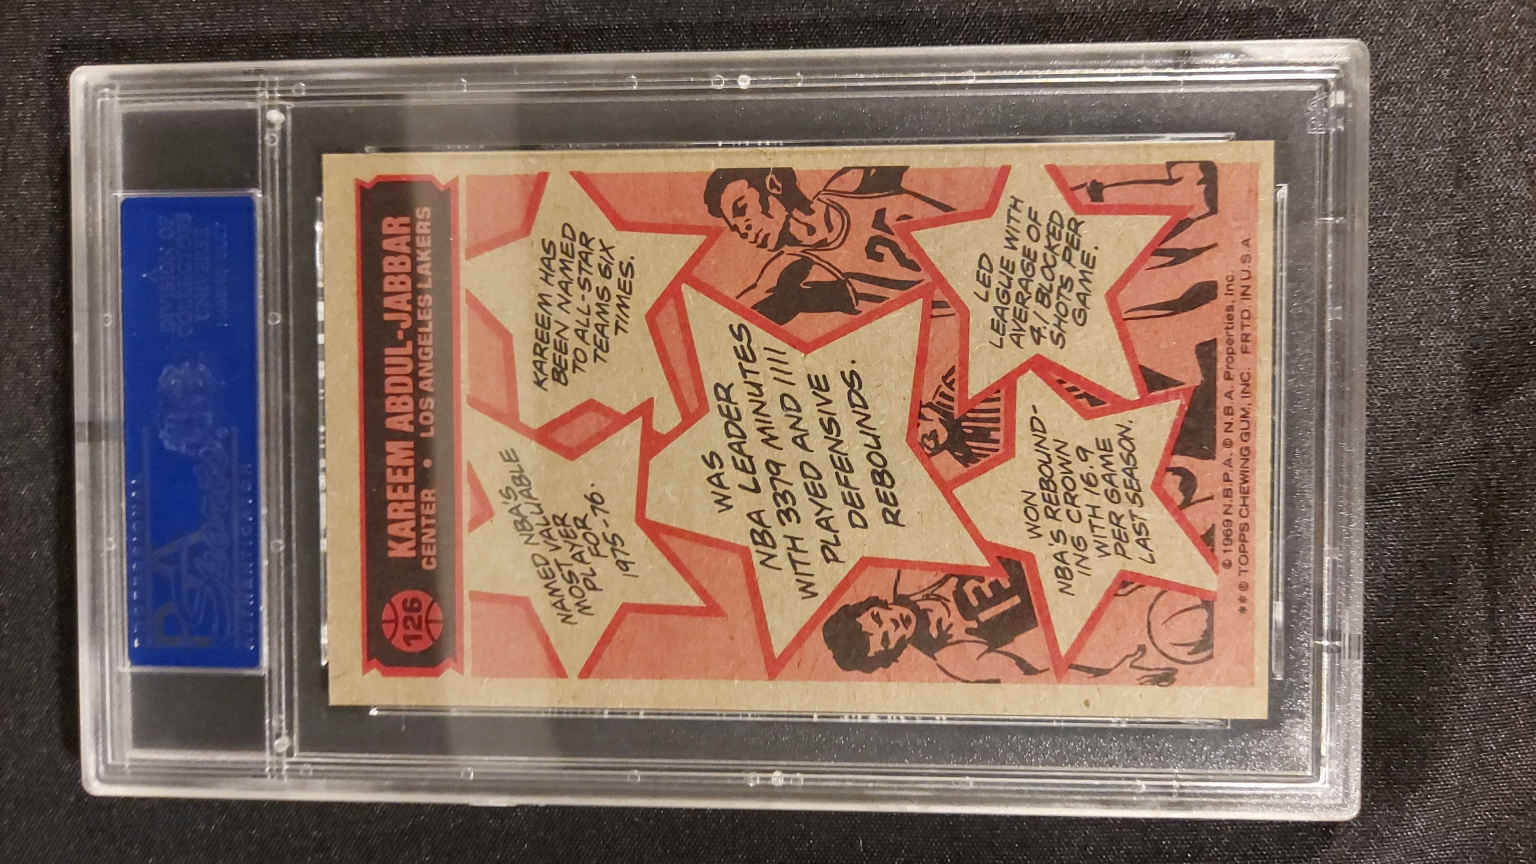 126
KAREEM ABDUL-JABBAR
CENTER • LOS ANGELES LAKERS
NAMED NBA'S
MOST VALUABLE
PLAYER
FOR
1975-76.
KAREEM HAS
BEEN NAMED
TO ALL-STAR
TEAMS SIX
TIMES.
WAS
NBA LEADER
WITH 3379 MINUTES
PLAYED AND 1111
DEFENSIVE
REBOUNDS.
WON
NBA'S REBOUND-
ING CROWN
WITH 16.9
PER GAME
LAST SEASON.
LED
LEAGUE WITH
AVERAGE OF
4.1 BLOCKED
SHOTS PER
GAME.
13
© 1969 N.B.P.A. © N.B.A. Properties, Inc.
** © TOPPS CHEWING GUM, INC. PRTD. IN U.S.A.